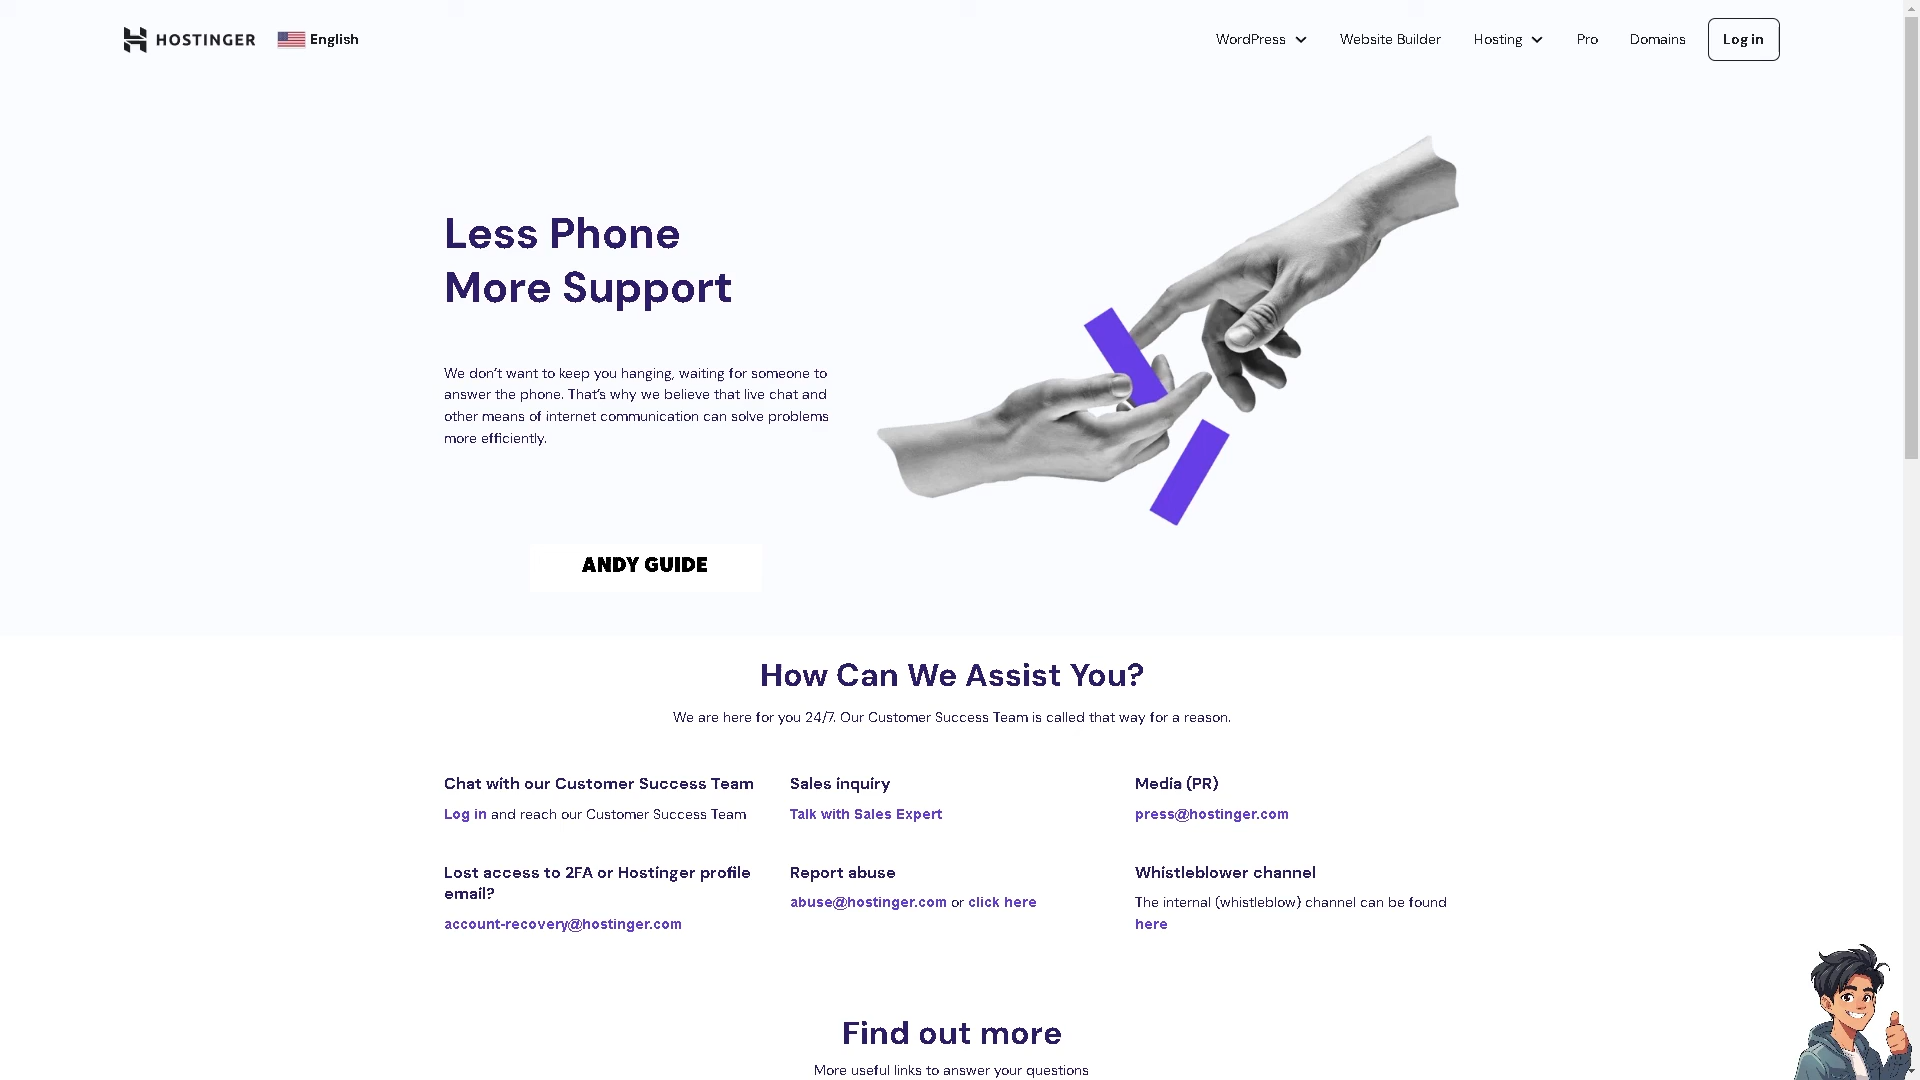 HOSTINGER
English
WordPress
Website Builder
Hosting
Pro
Domains
Log in
Less Phone
More Support
We don’t want to keep you hanging, waiting for someone to
answer the phone. That’s why we believe that live chat and
other means of internet communication can solve problems
more efficiently.
ANDY GUIDE
How Can We Assist You?
We are here for you 24/7. Our Customer Success Team is called that way for a reason.
Chat with our Customer Success Team
Log in and reach our Customer Success Team
Sales inquiry
Talk with Sales Expert
Media (PR)
press@hostinger.com
Lost access to 2FA or Hostinger profile
email?
account-recovery@hostinger.com
Report abuse
abuse@hostinger.com or click here
Whistleblower channel
The internal (whistleblow) channel can be found
here
Find out more
More useful links to answer your questions